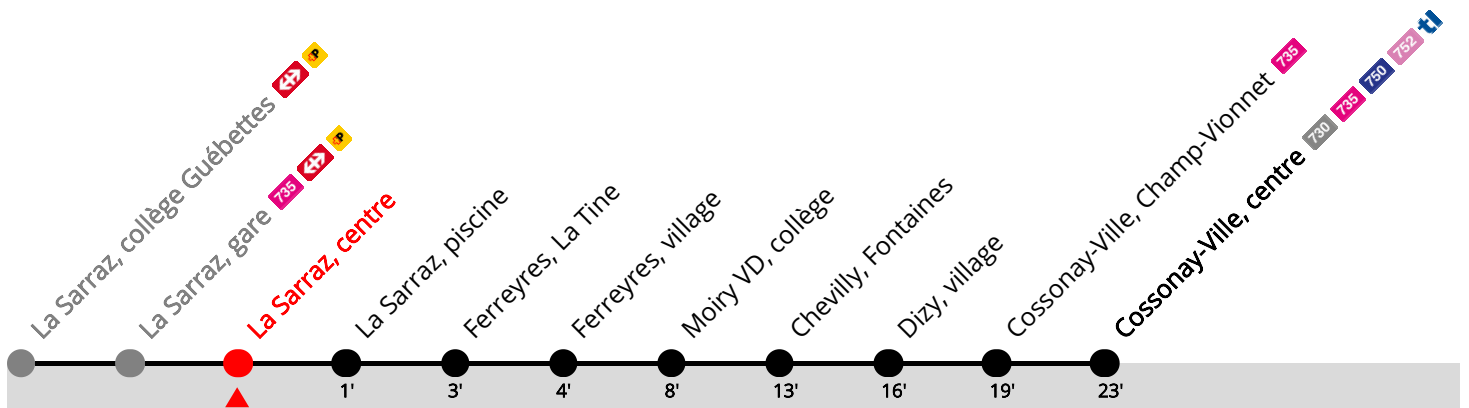 La Sarraz, collège Guébettes P
La Sarraz, gare 735 P
La Sarraz, centre
La Sarraz, piscine
Ferreyres, La Tine
Ferreyres, village
Moiry VD, collège
Chevilly, Fontaines
Dizy, village
Cossonay-Ville, Champ-Vionnet 735
Cossonay-Ville, centre 730 735 750 752 tl
1' 3' 4' 8' 13' 16' 19' 23'